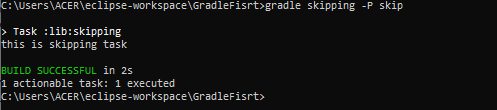 C:\Users\ACER\eclipse-workspace\GradleFisrt>gradle skipping -P skip
> Task :lib:skipping
this is skipping task
BUILD SUCCESSFUL in 2s
1 actionable task: 1 executed
C:\Users\ACER\eclipse-workspace\GradleFisrt>